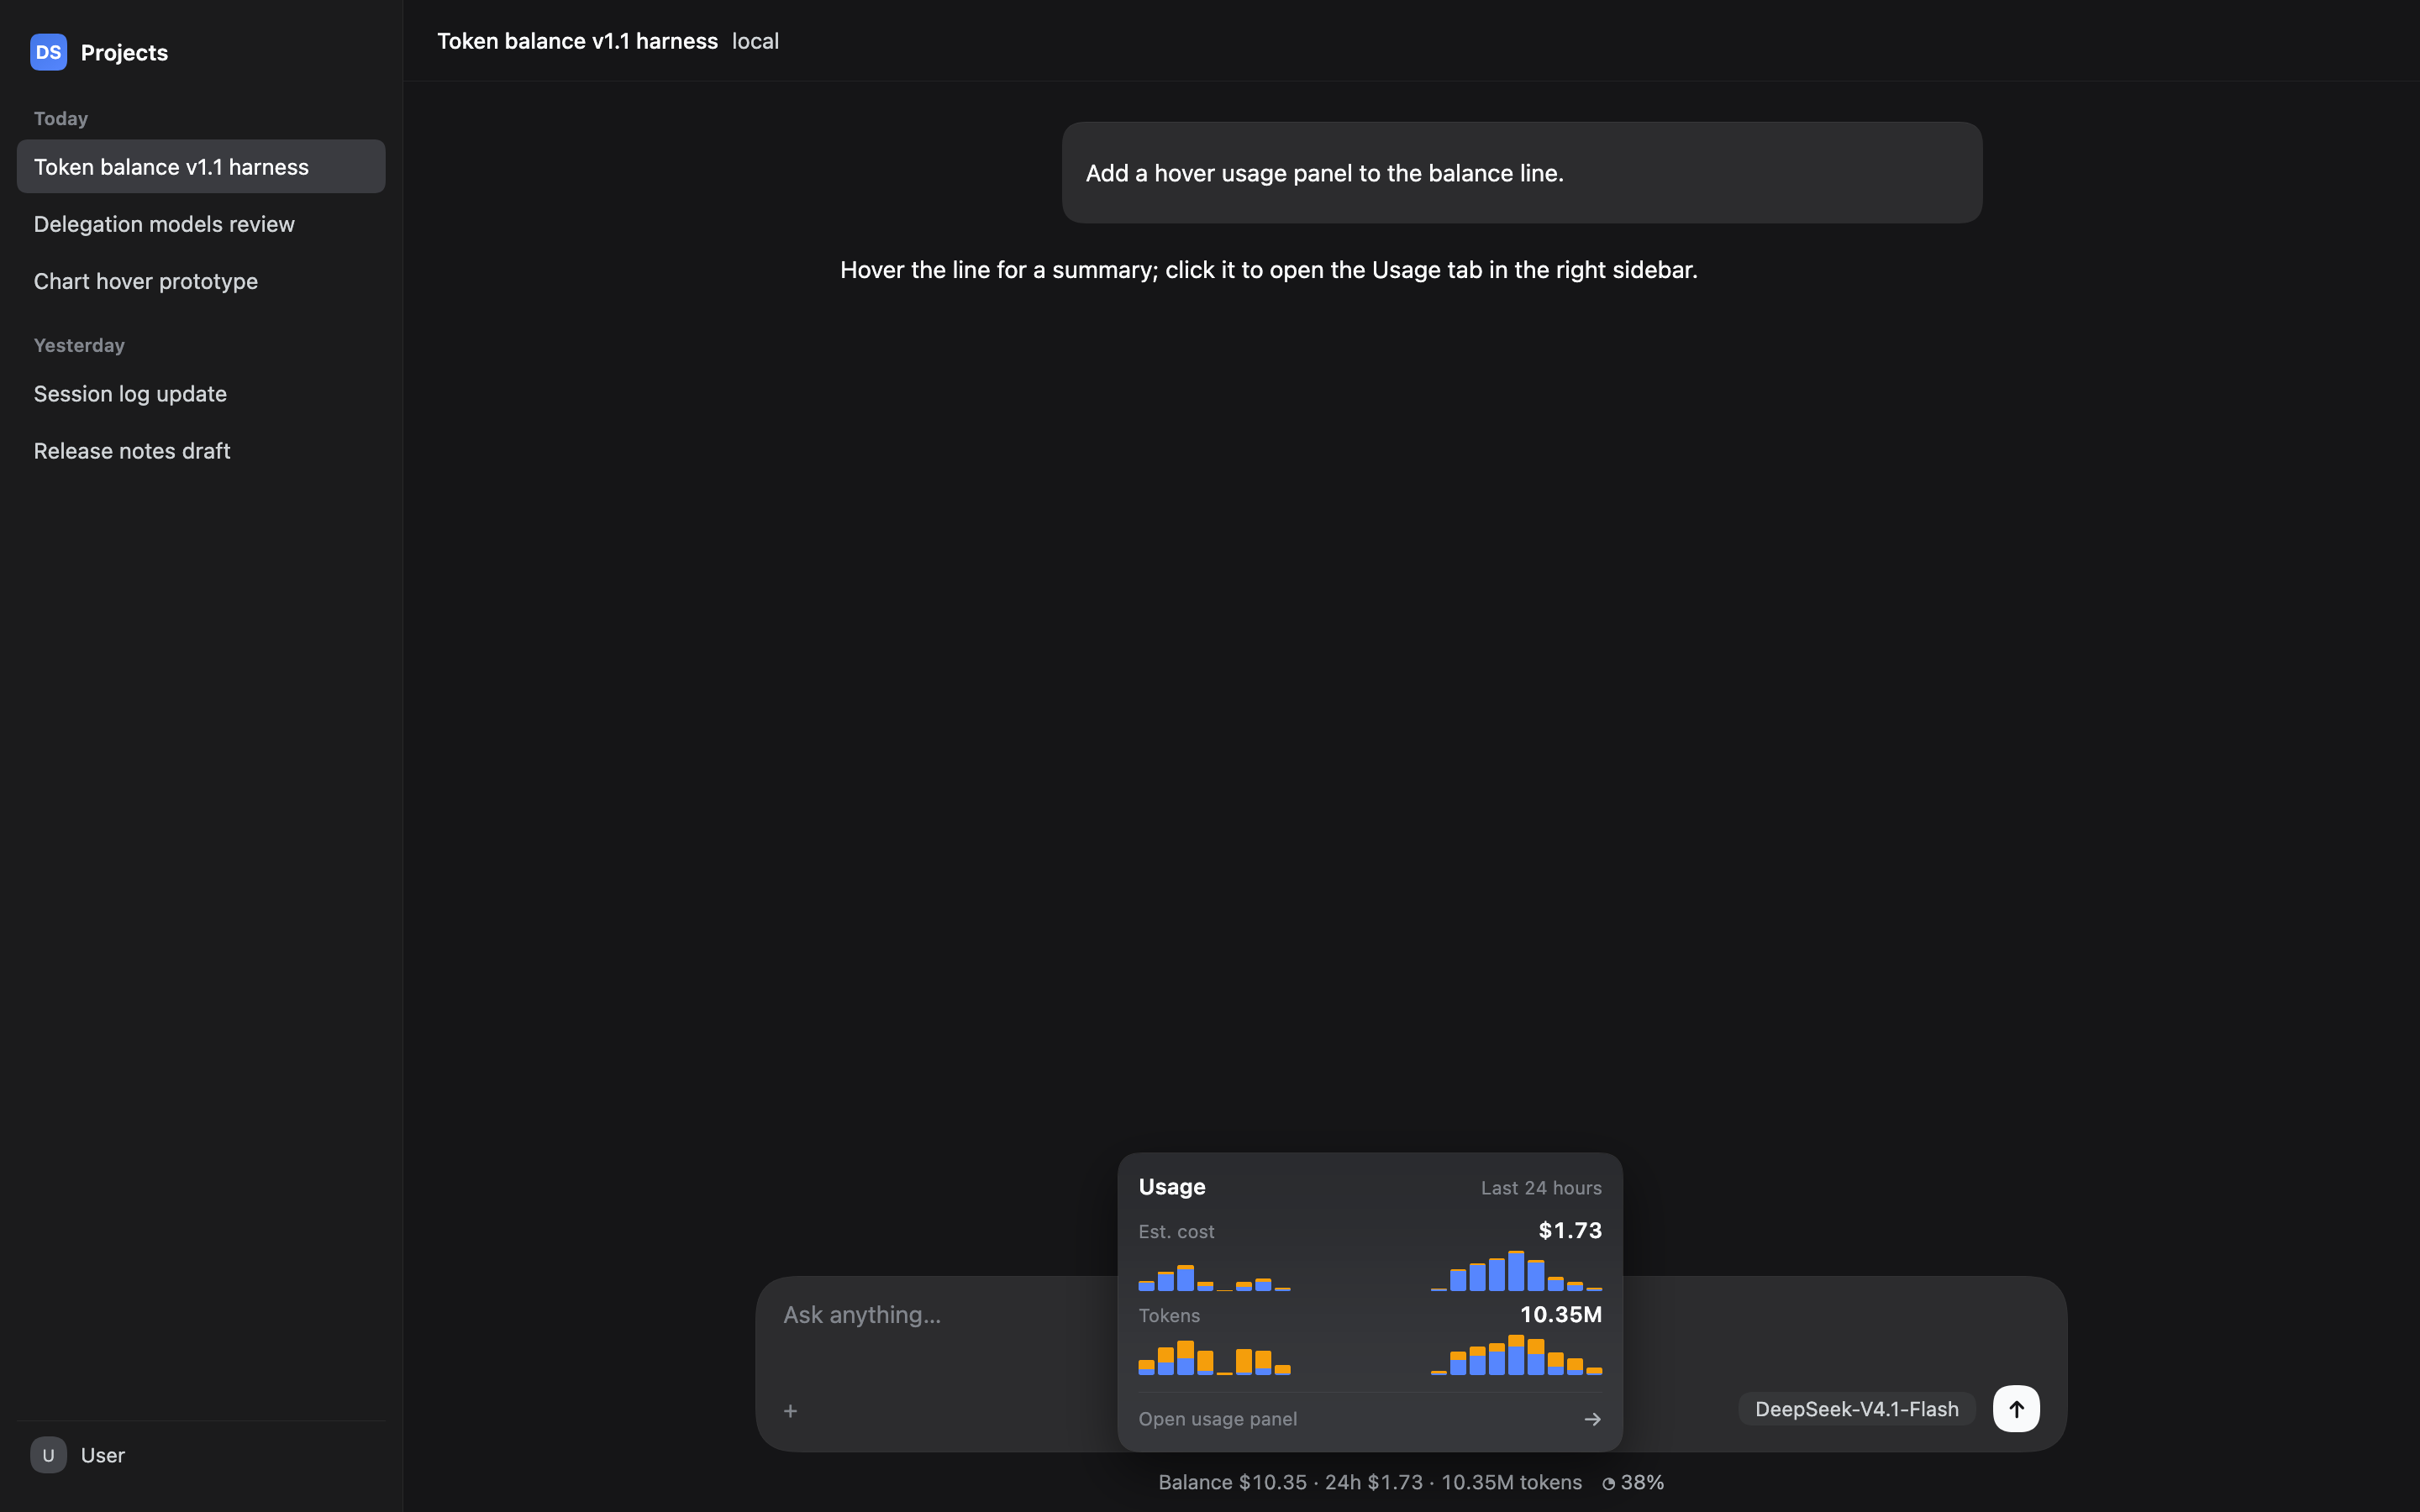 DS Projects
Today
Token balance v1.1 harness
Delegation models review
Chart hover prototype
Yesterday
Session log update
Release notes draft
U User
Token balance v1.1 harness local
Add a hover usage panel to the balance line.
Hover the line for a summary; click it to open the Usage tab in the right sidebar.
Usage Last 24 hours
Est. cost $1.73
Tokens 10.35M
Open usage panel →
Ask anything...
+
DeepSeek-V4.1-Flash
Balance $10.35 · 24h $1.73 · 10.35M tokens 38%